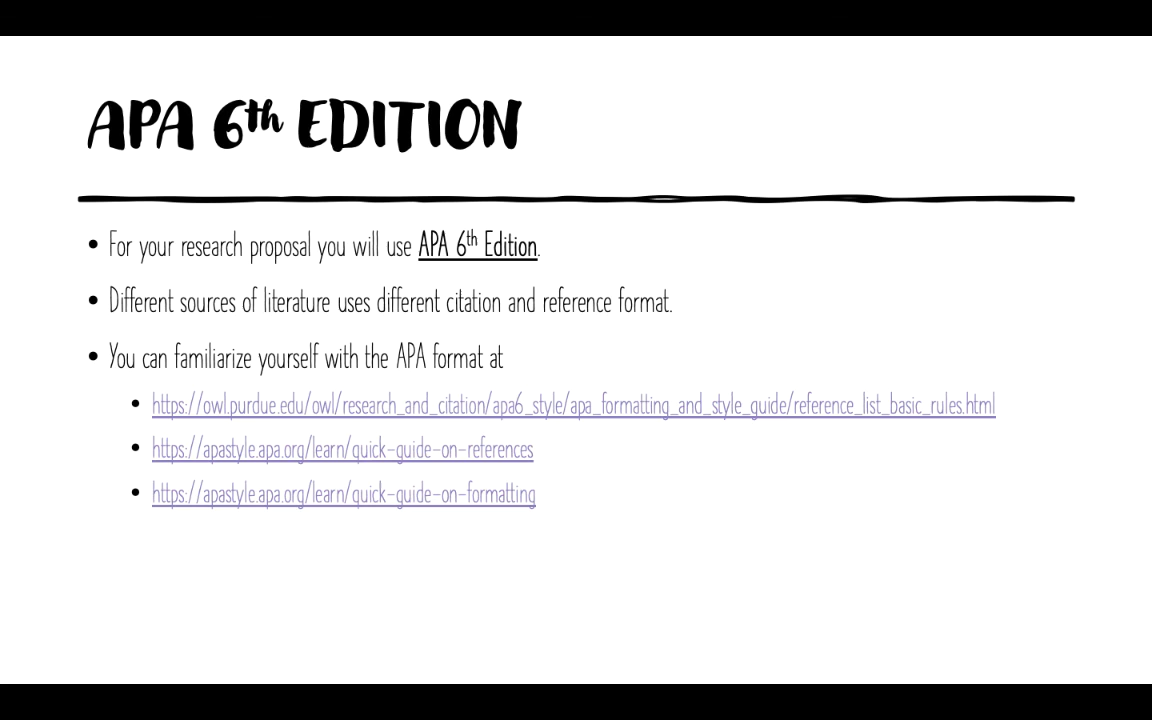 APA 6th EDITION
• For your research proposal you will use APA 6th Edition.
• Different sources of literature uses different citation and reference format.
• You can familiarize yourself with the APA format at
• https://owl.purdue.edu/owl/research_and_citation/apa6_style/apa_formatting_and_style_guide/reference_list_basic_rules.html
• https://apastyle.apa.org/learn/quick-guide-on-references
• https://apastyle.apa.org/learn/quick-guide-on-formatting